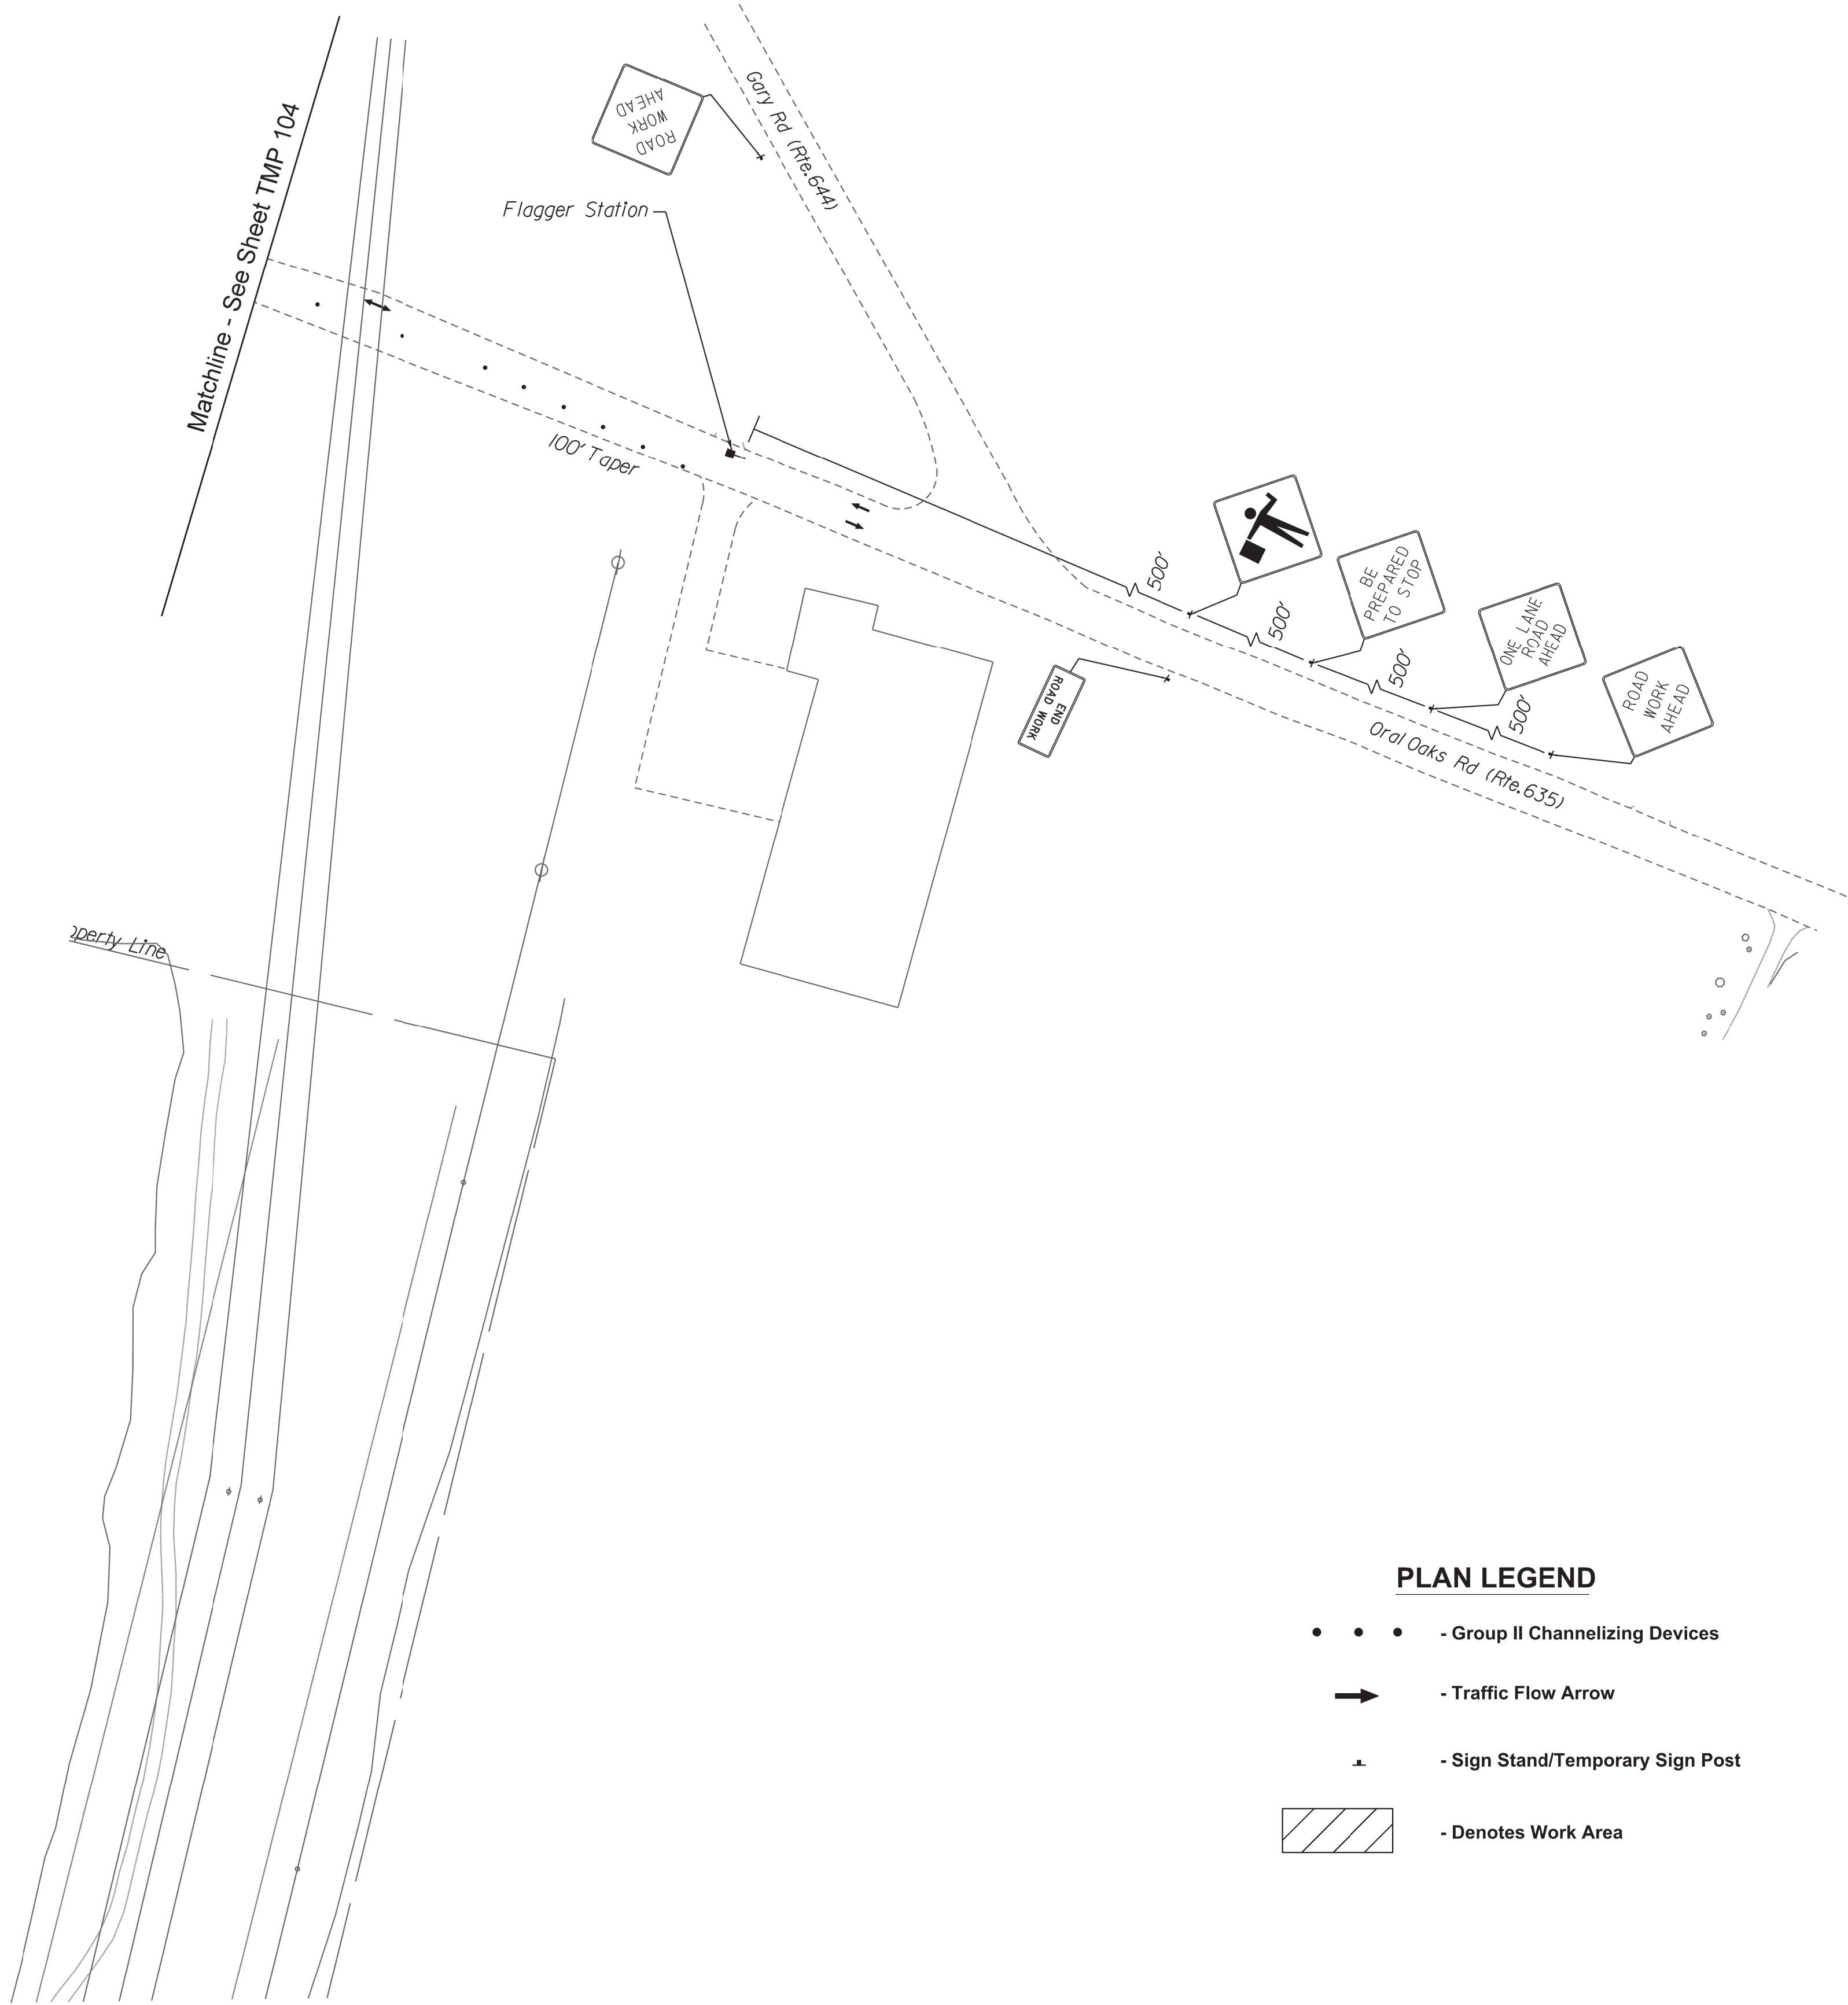 Matchline - See Sheet TMP 104
ROAD
WORK
AHEAD
Gary Rd (Rte.644)
Flagger Station
100' Taper
500'
500'
500'
500'
BE
PREPARED
TO STOP
ONE LANE
ROAD
AHEAD
ROAD
WORK
AHEAD
END
ROAD WORK
Oral Oaks Rd (Rte.635)
operty Line
PLAN LEGEND
- Group II Channelizing Devices
- Traffic Flow Arrow
- Sign Stand/Temporary Sign Post
- Denotes Work Area